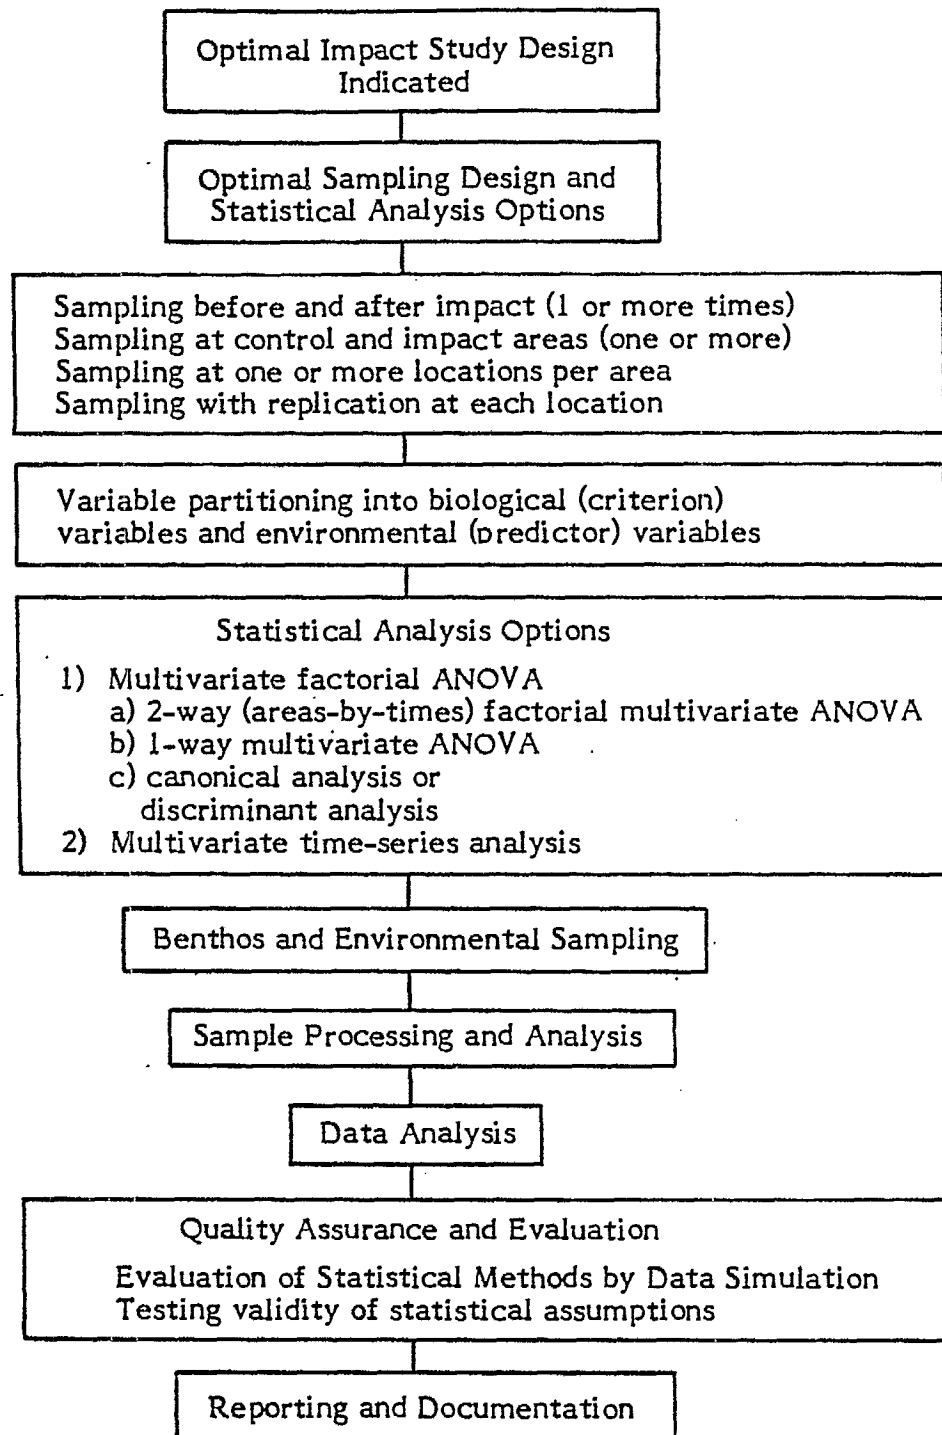 Optimal Impact Study Design
Indicated
Optimal Sampling Design and
Statistical Analysis Options
Sampling before and after impact (1 or more times)
Sampling at control and impact areas (one or more)
Sampling at one or more locations per area
Sampling with replication at each location
Variable partitioning into biological (criterion)
variables and environmental (predictor) variables
Statistical Analysis Options
1) Multivariate factorial ANOVA
a) 2-way (areas-by-times) factorial multivariate ANOVA
b) 1-way multivariate ANOVA
c) canonical analysis or
discriminant analysis
2) Multivariate time-series analysis
Benthos and Environmental Sampling
Sample Processing and Analysis
Data Analysis
Quality Assurance and Evaluation
Evaluation of Statistical Methods by Data Simulation
Testing validity of statistical assumptions
Reporting and Documentation